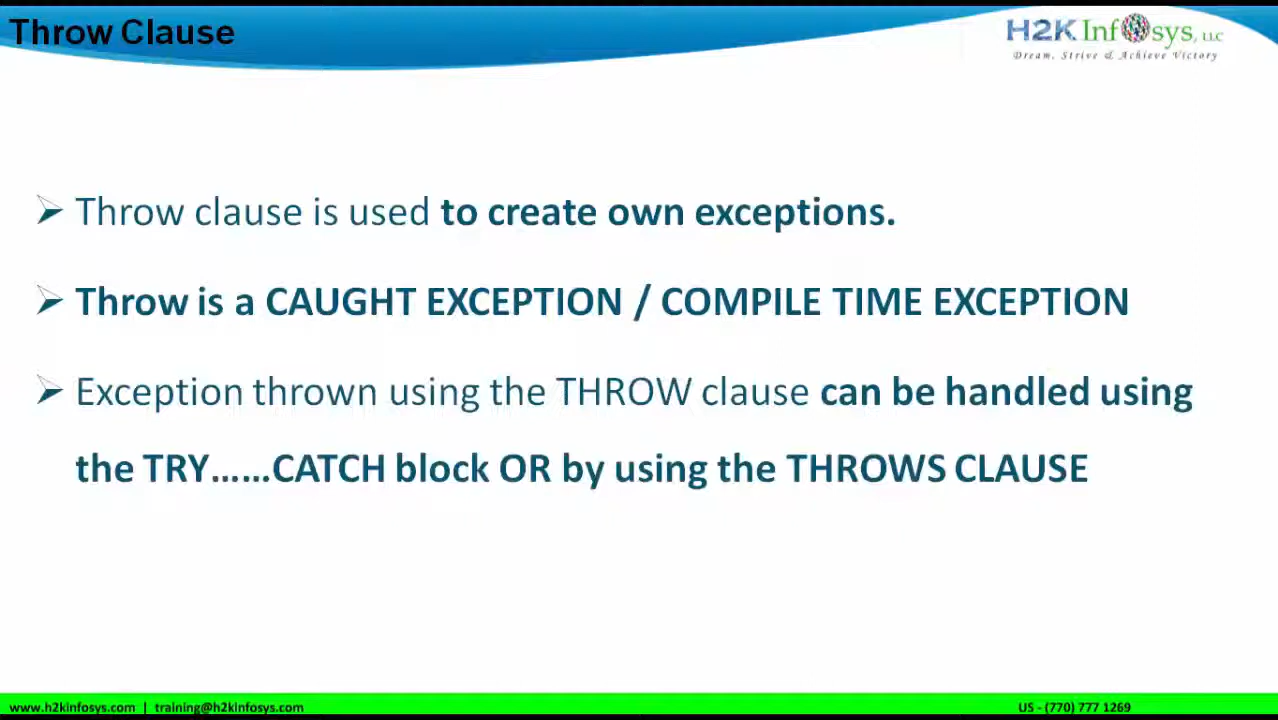 Throw Clause
H2K Infosys, LLC
Dream, Strive & Achieve Victory
Throw clause is used to create own exceptions.
Throw is a CAUGHT EXCEPTION / COMPILE TIME EXCEPTION
Exception thrown using the THROW clause can be handled using
the TRY......CATCH block OR by using the THROWS CLAUSE
www.h2kinfosys.com | training@h2kinfosys.com
US - (770) 777 1269